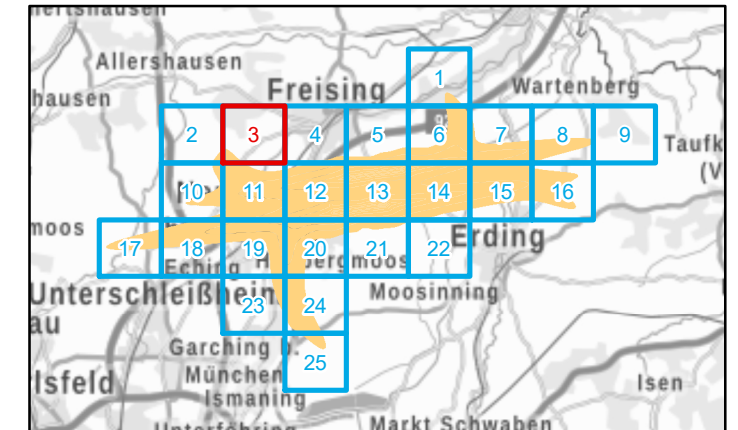 Allershausen
hausen
Freising
Wartenberg
1
2
3
4
5
6
7
8
9
Taufk
(V
10
11
12
13
14
15
16
moos
17
18
19
20
21
22
Erding
Eching
ergmoos
Unterschleißheim
23
24
Moosinning
au
Garching b.
25
lsfeld
München
Ismaning
Isen
Markt Schwaben
Unterföhring